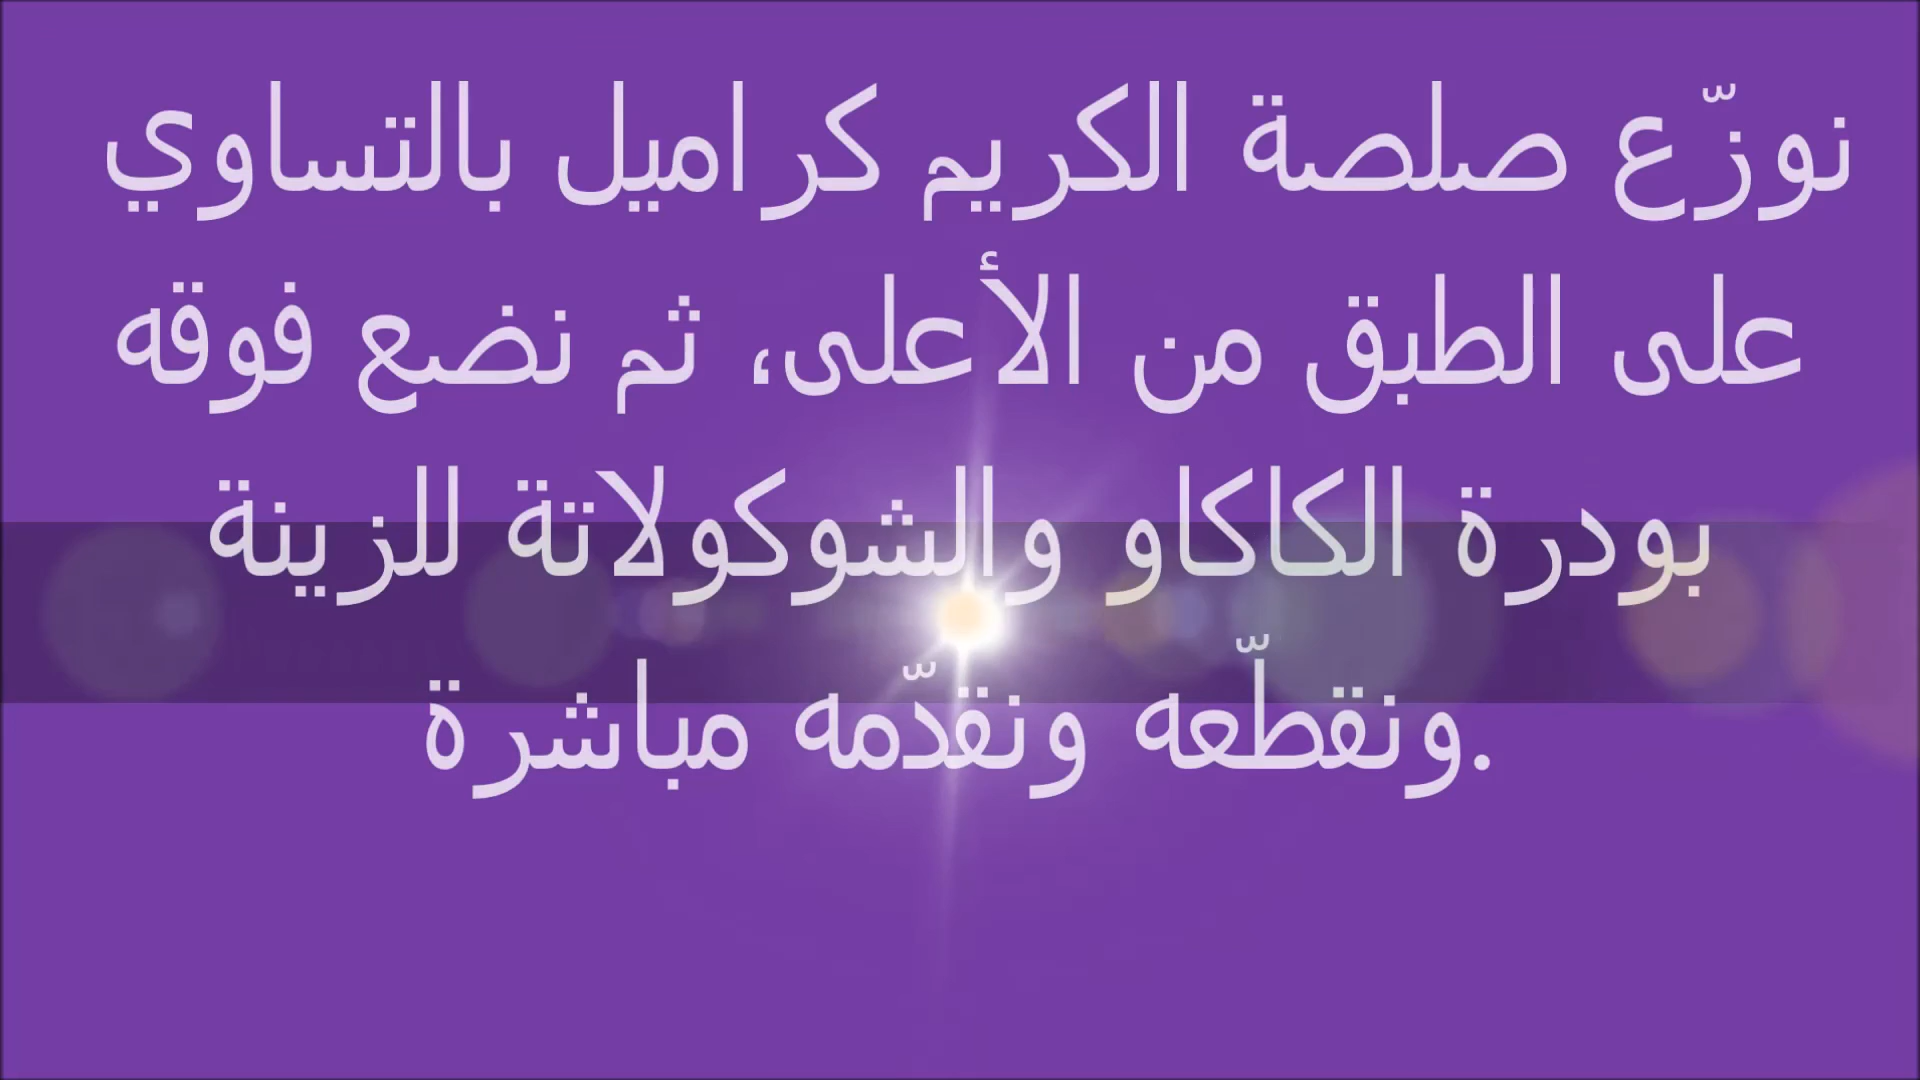 نوزّع صلصة الكريم كراميل بالتساوي
على الطبق من الأعلى، ثم نضع فوقه
بودرة الكاكاو والشوكولاتة للزينة
.ونقطّعه ونقدّمه مباشرة